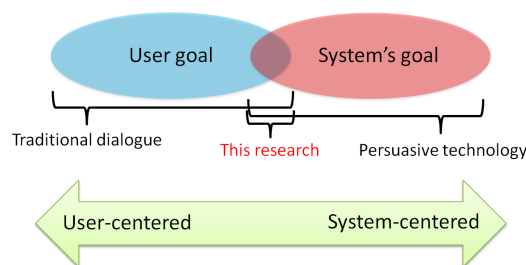 User goal
System's goal
Traditional dialogue
This research
Persuasive technology
User-centered
System-centered